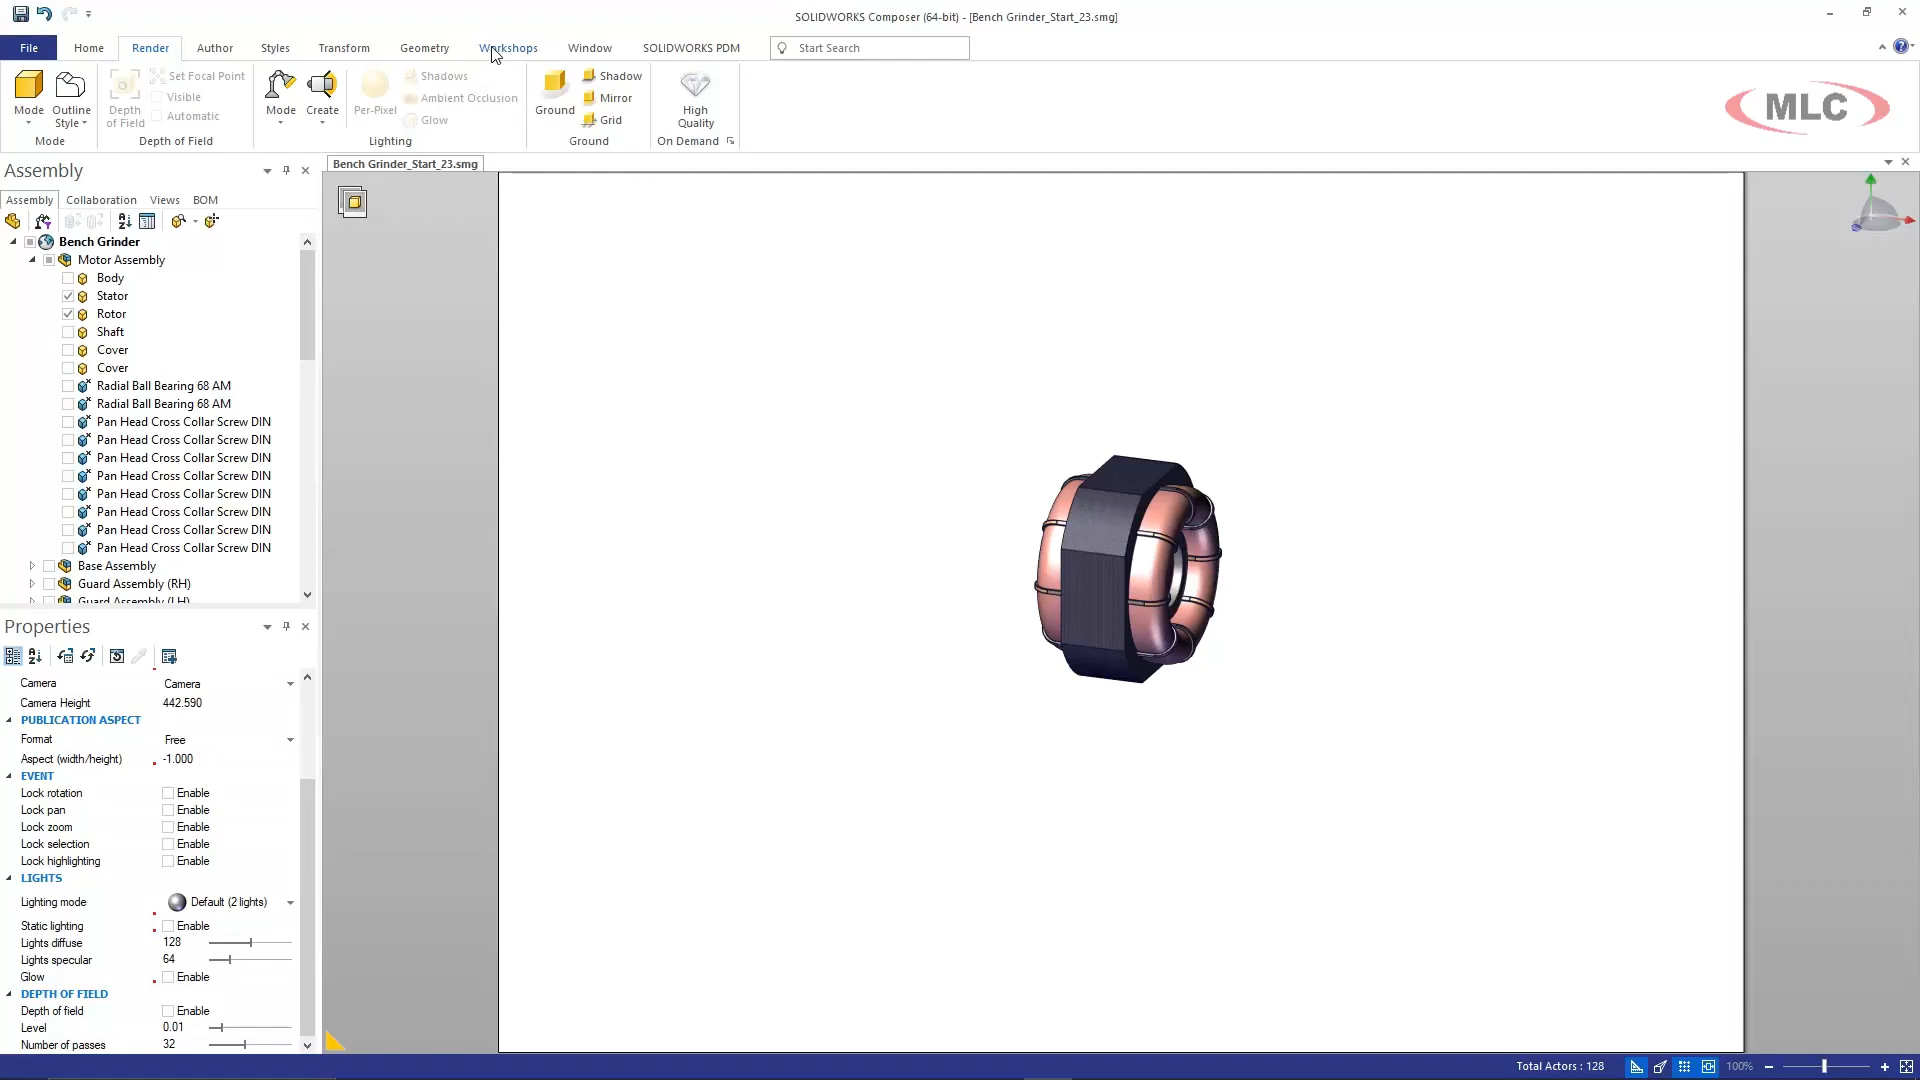 SOLIDWORKS Composer (64-bit) - [Bench Grinder_Start_23.smg]
File Home Render Author Styles Transform Geometry Workshops Window SOLIDWORKS PDM Start Search
Mode
Outline Style
Mode
Depth of Field
Set Focal Point
Visible
Automatic
Depth of Field
Mode
Create
Per-Pixel
Shadows
Ambient Occlusion
Glow
Lighting
Ground
Shadow
Mirror
Grid
Ground
High Quality
On Demand
MLC
Assembly
Bench Grinder_Start_23.smg
Assembly Collaboration Views BOM
Bench Grinder
Motor Assembly
Body
Stator
Rotor
Shaft
Cover
Cover
Radial Ball Bearing 68 AM
Radial Ball Bearing 68 AM
Pan Head Cross Collar Screw DIN
Pan Head Cross Collar Screw DIN
Pan Head Cross Collar Screw DIN
Pan Head Cross Collar Screw DIN
Pan Head Cross Collar Screw DIN
Pan Head Cross Collar Screw DIN
Pan Head Cross Collar Screw DIN
Pan Head Cross Collar Screw DIN
Base Assembly
Guard Assembly (RH)
Guard Assembly (LH)
Properties
Camera Camera
Camera Height 442.590
PUBLICATION ASPECT
Format Free
Aspect (width/height) -1.000
EVENT
Lock rotation Enable
Lock pan Enable
Lock zoom Enable
Lock selection Enable
Lock highlighting Enable
LIGHTS
Lighting mode Default (2 lights)
Static lighting Enable
Lights diffuse 128
Lights specular 64
Glow Enable
DEPTH OF FIELD
Depth of field Enable
Level 0.01
Number of passes 32
Total Actors : 128 100%